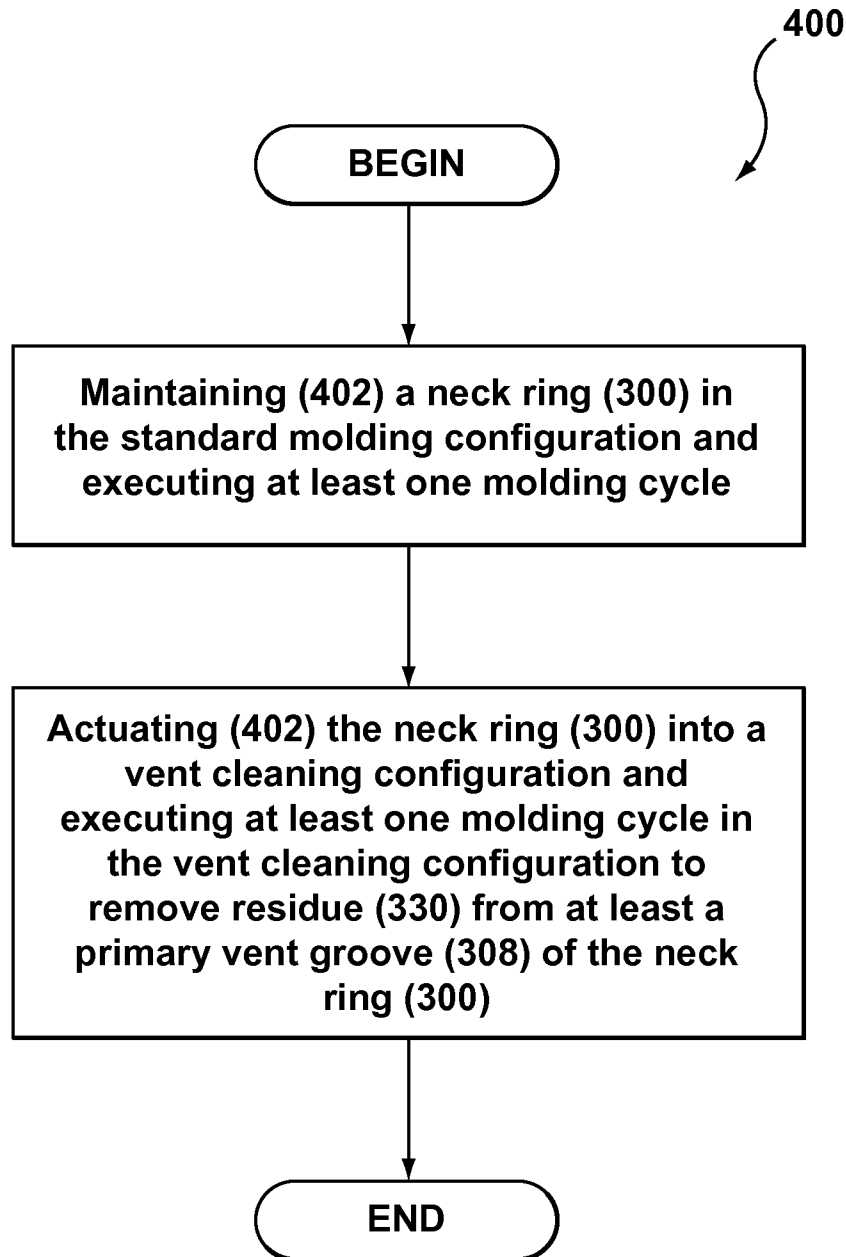 400
BEGIN
Maintaining (402) a neck ring (300) in
the standard molding configuration and
executing at least one molding cycle
Actuating (402) the neck ring (300) into a
vent cleaning configuration and
executing at least one molding cycle in
the vent cleaning configuration to
remove residue (330) from at least a
primary vent groove (308) of the neck
ring (300)
END